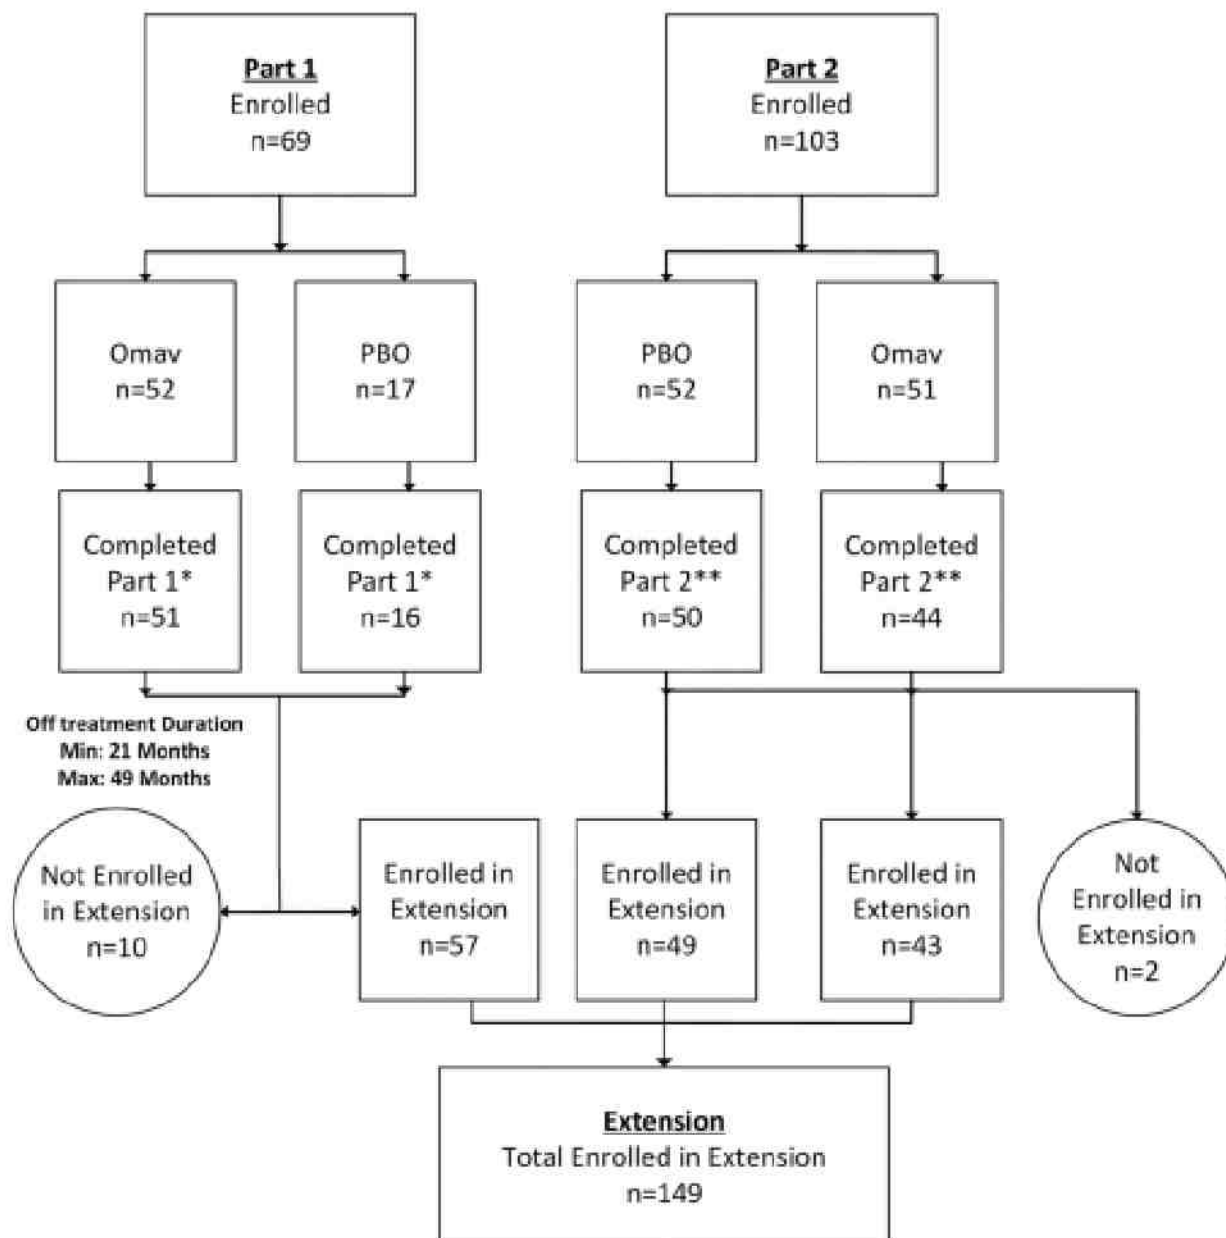 Part 1
Enrolled
n=69
Part 2
Enrolled
n=103
Omav
n=52
PBO
n=17
PBO
n=52
Omav
n=51
Completed
Part 1*
n=51
Completed
Part 1*
n=16
Completed
Part 2**
n=50
Completed
Part 2**
n=44
Off treatment Duration
Min: 21 Months
Max: 49 Months
Not Enrolled
in Extension
n=10
Enrolled in
Extension
n=57
Enrolled in
Extension
n=49
Enrolled in
Extension
n=43
Not
Enrolled in
Extension
n=2
Extension
Total Enrolled in Extension
n=149